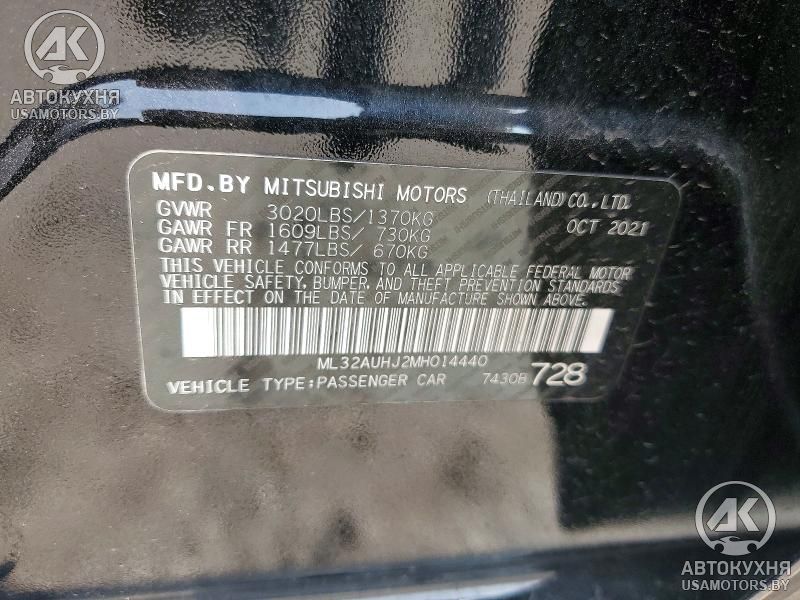 AK
АВТОКУХНЯ
USAMOTORS.BY
MFD.BY MITSUBISHI MOTORS (THAILAND)CO.,LTD.
GVWR 3020LBS/1370KG OCT 2021
GAWR FR 1609LBS/ 730KG
GAWR RR 1477LBS/ 670KG
THIS VEHICLE CONFORMS TO ALL APPLICABLE FEDERAL MOTOR
VEHICLE SAFETY, BUMPER, AND THEFT PREVENTION STANDARDS
IN EFFECT ON THE DATE OF MANUFACTURE SHOWN ABOVE.
ML32AUHJ2MH014440
VEHICLE TYPE:PASSENGER CAR 7430B 728
AK
АВТОКУХНЯ
USAMOTORS.BY